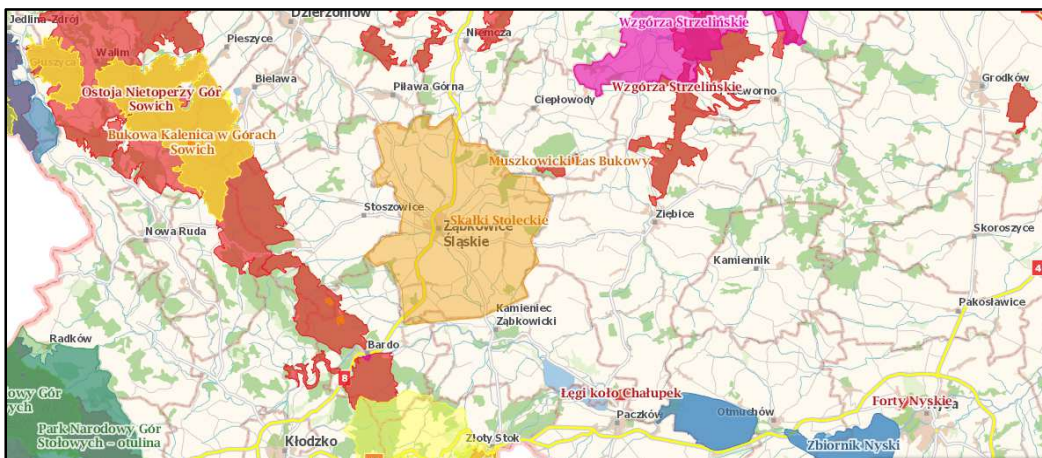 Jedlina-Zdrój
Dzierżoniów
Wzgórza Strzelińskie
Pieszyce
Niemcza
Walim
Głuszyca
Bielawa
Grodków
Ostoja Nietoperzy Gór
Sowich
Piława Górna
Wzgórza Strzelińskie
Ciepłowody
Bukowa Kalenica w Górach
Sowich
Muszkowicki Las Bukowy
Stoszowice
Skałki Stoleckie
Ząbkowice
Śląskie
Ziębice
Nowa Ruda
Skoroszyce
Kamiennik
4
Pakosławice
Kamieniec
Ząbkowicki
Radków
Bardo
8
Łęgi koło Chałupek
Forty Nyskie
Paczków
Otmuchów
Park Narodowy Gór
Stołowych - otulina
Kłodzko
Złoty Stok
Zbiornik Nyski